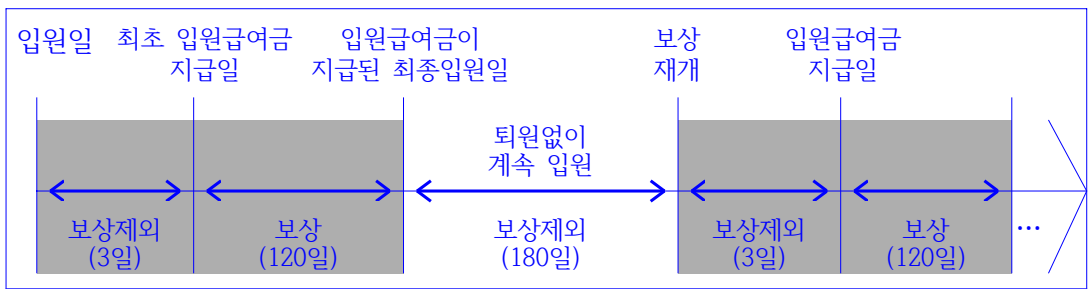 입원일
최초 입원급여금
지급일
입원급여금이
지급된 최종입원일
보상
재개
입원급여금
지급일
퇴원없이
계속 입원
보상제외
(3일)
보상
(120일)
보상제외
(180일)
보상제외
(3일)
보상
(120일)
…